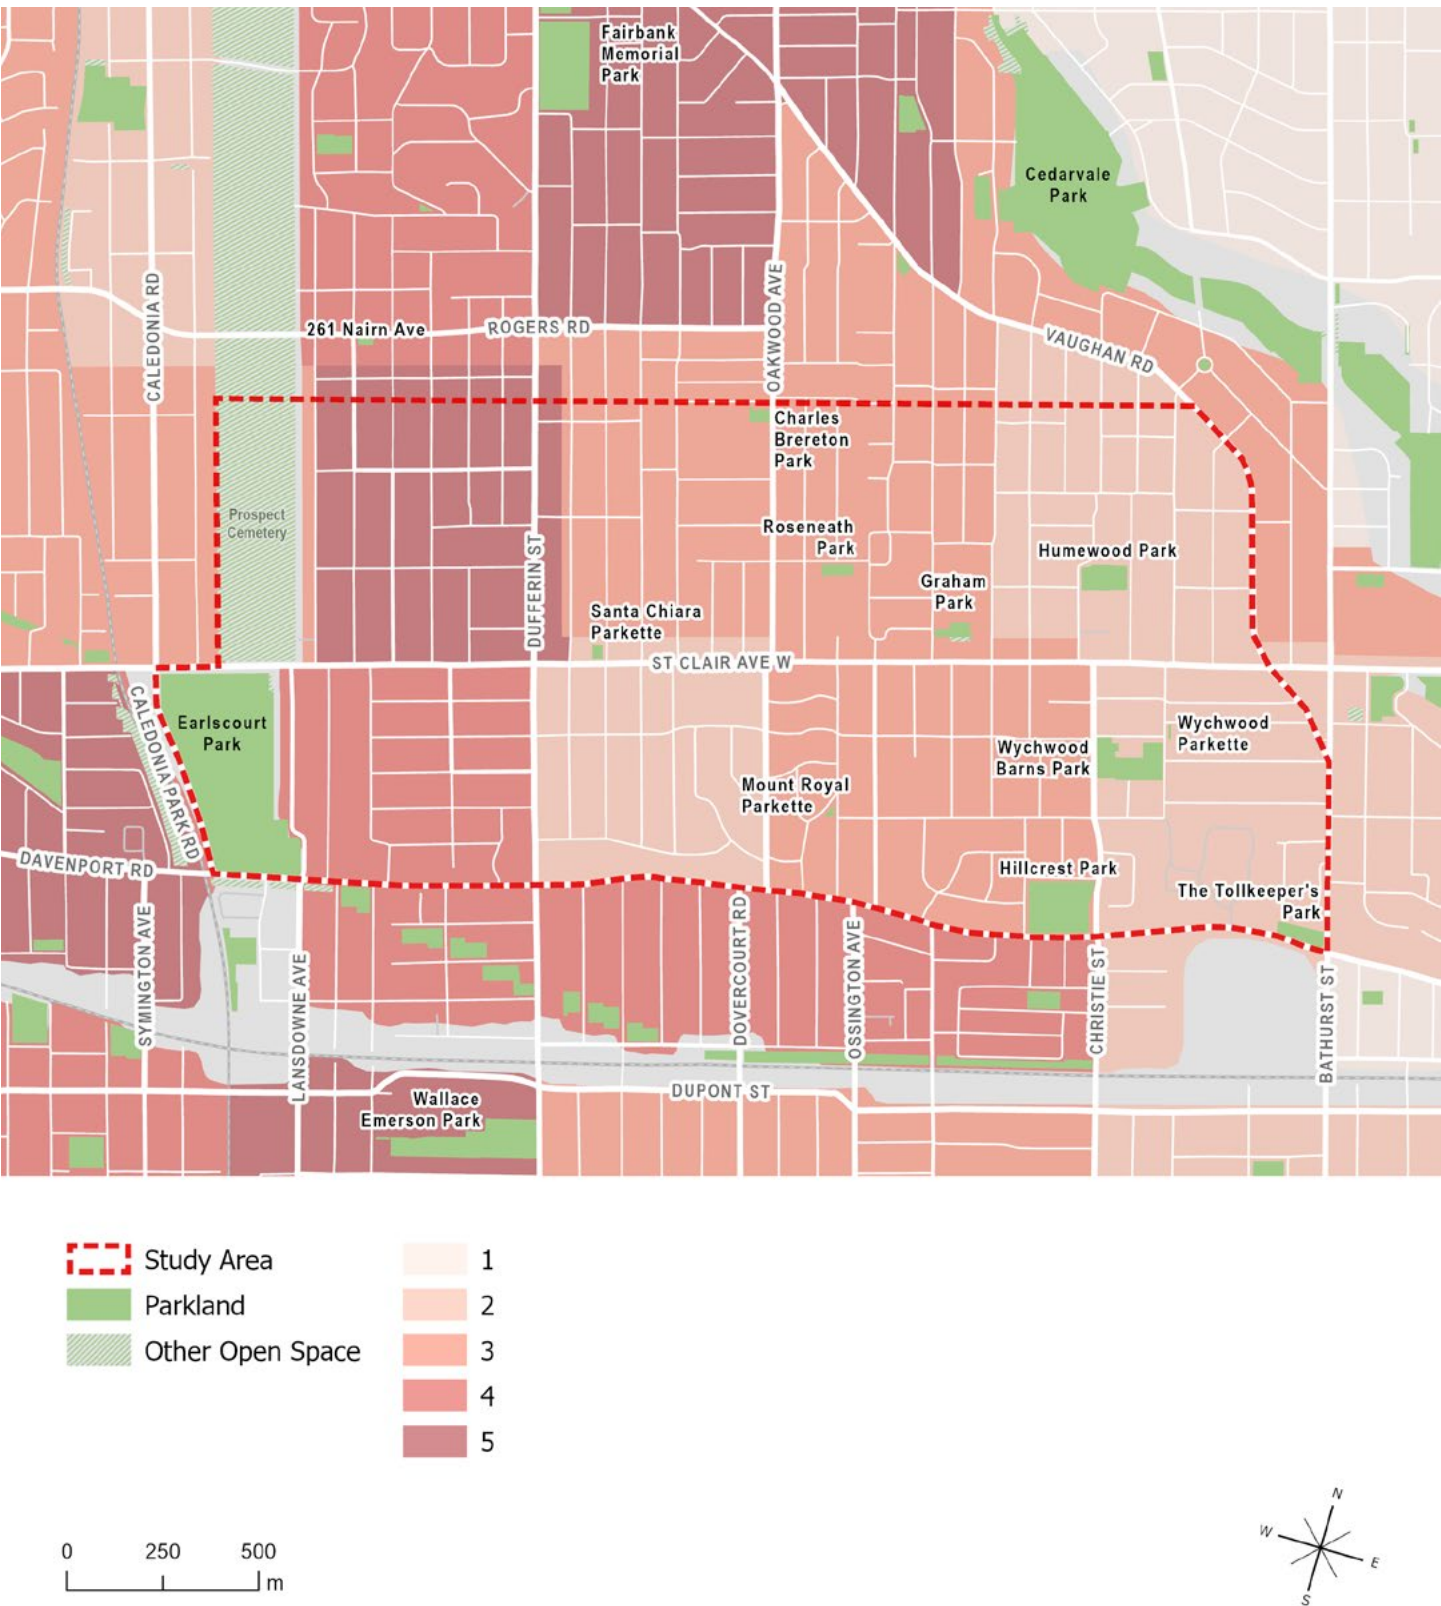 Fairbank
Memorial
Park
Cedarvale
Park
CALEDONIA RD
OAKWOOD AVE
261 Nairn Ave
ROGERS RD
VAUGHAN RD
Charles
Brereton
Park
Prospect
Cemetery
Roseneath
Park
DUFFERIN ST
Humewood Park
Graham
Park
Santa Chiara
Parkette
ST CLAIR AVE W
CALEDONIA PARK RD
Earlscourt
Park
Wychwood
Parkette
Wychwood
Barns Park
Mount Royal
Parkette
DAVENPORT RD
Hillcrest Park
The Tollkeeper's
Park
SYMINGTON AVE
LANSDOWNE AVE
DOVERCOURT RD
OSSINGTON AVE
CHRISTIE ST
BATHURST ST
DUPONT ST
Wallace
Emerson Park
Study Area
Parkland
Other Open Space
1
2
3
4
5
0 250 500
m
N
W
E
S